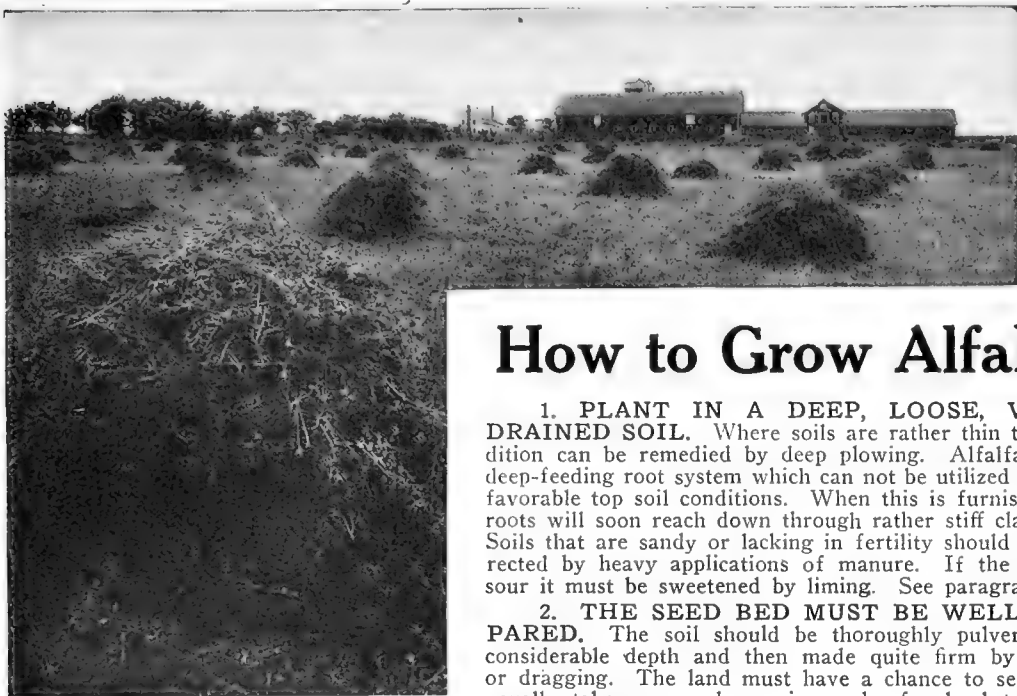 How to Grow Alfal
1. PLANT IN A DEEP, LOOSE,
DRAINED SOIL. Where soils are rather thin t
dition can be remedied by deep plowing. Alfalfa
deep-feeding root system which can not be utilized
favorable top soil conditions. When this is furnis
roots will soon reach down through rather stiff cla
Soils that are sandy or lacking in fertility should
rected by heavy applications of manure. If the
sour it must be sweetened by liming. See paragra
2. THE SEED BED MUST BE WELL
PARED. The soil should be thoroughly pulver
considerable depth and then made quite firm by
or dragging. The land must have a chance to se